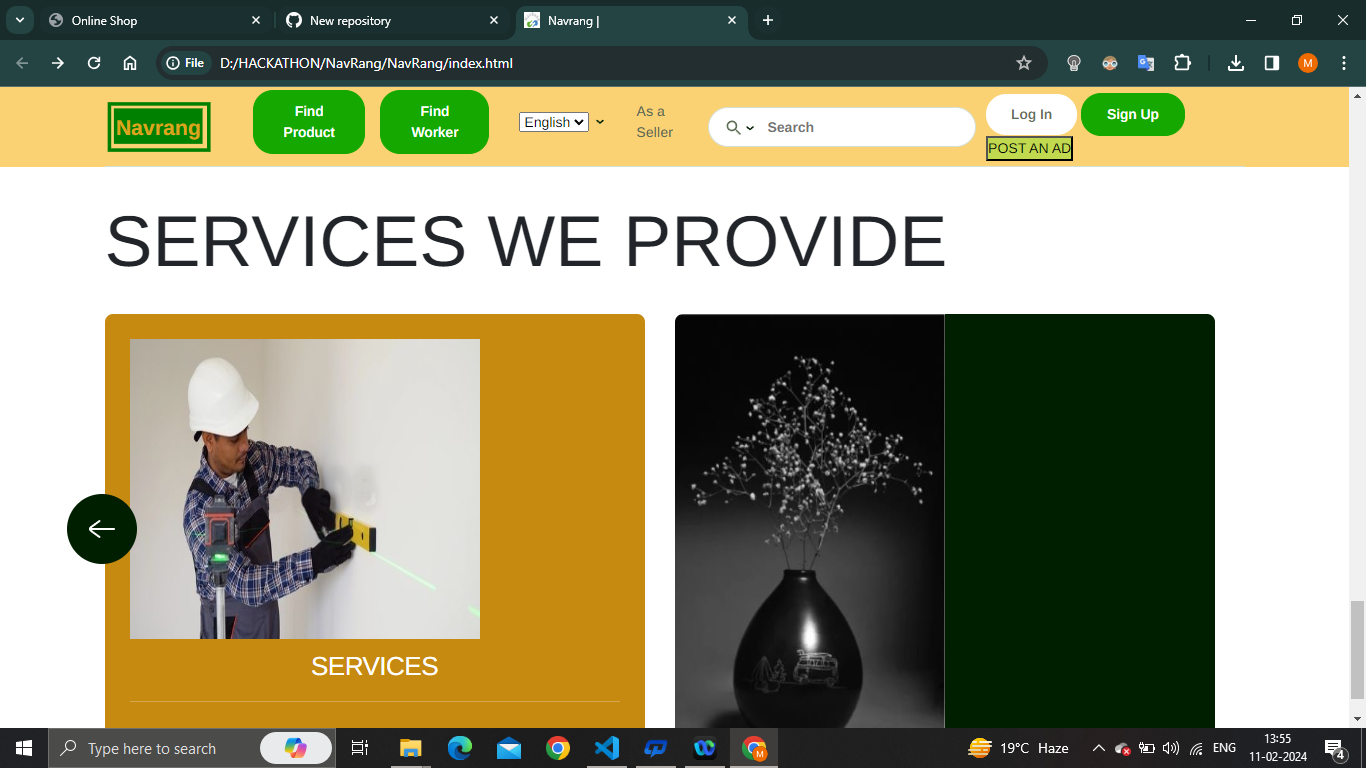 Online Shop
New repository
Navrang |
File
D:/HACKATHON/NavRang/NavRang/index.html
M
Navrang
Find
Product
Find
Worker
English
As a
Seller
Search
Log In
Sign Up
POST AN AD
SERVICES WE PROVIDE
SERVICES
Type here to search
M
19°C Haze
ENG
13:55
11-02-2024
4